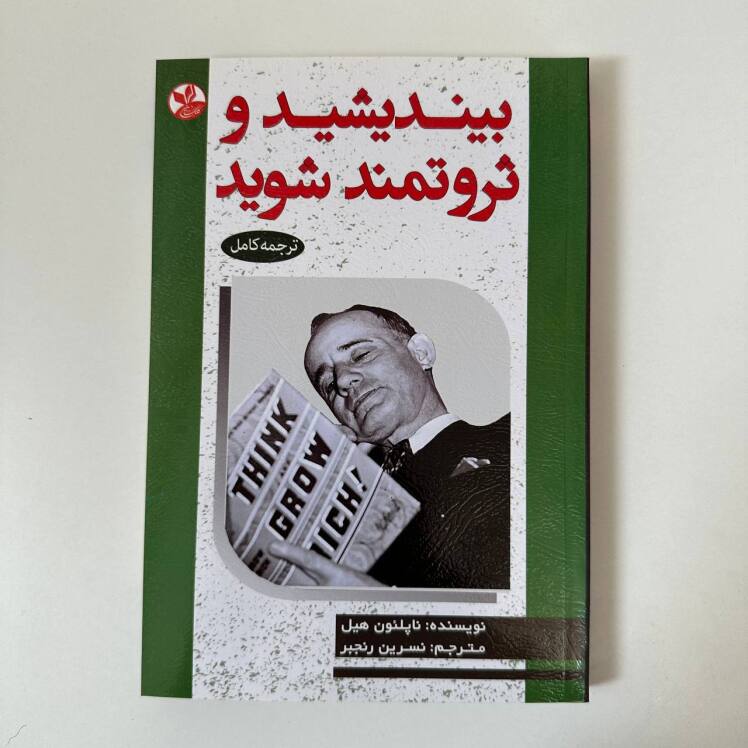 بیندیشید و
ثروتمند شوید
ترجمه کامل
THINK
GROW
RICH!
نویسنده: ناپلئون هیل
مترجم: نسرین رنجبر